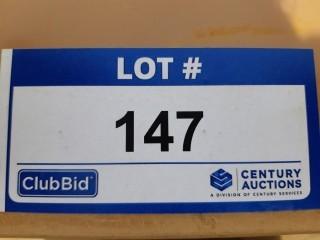 LOT #
147
ClubBid
CENTURY
AUCTIONS
A DIVISION OF CENTURY SERVICES